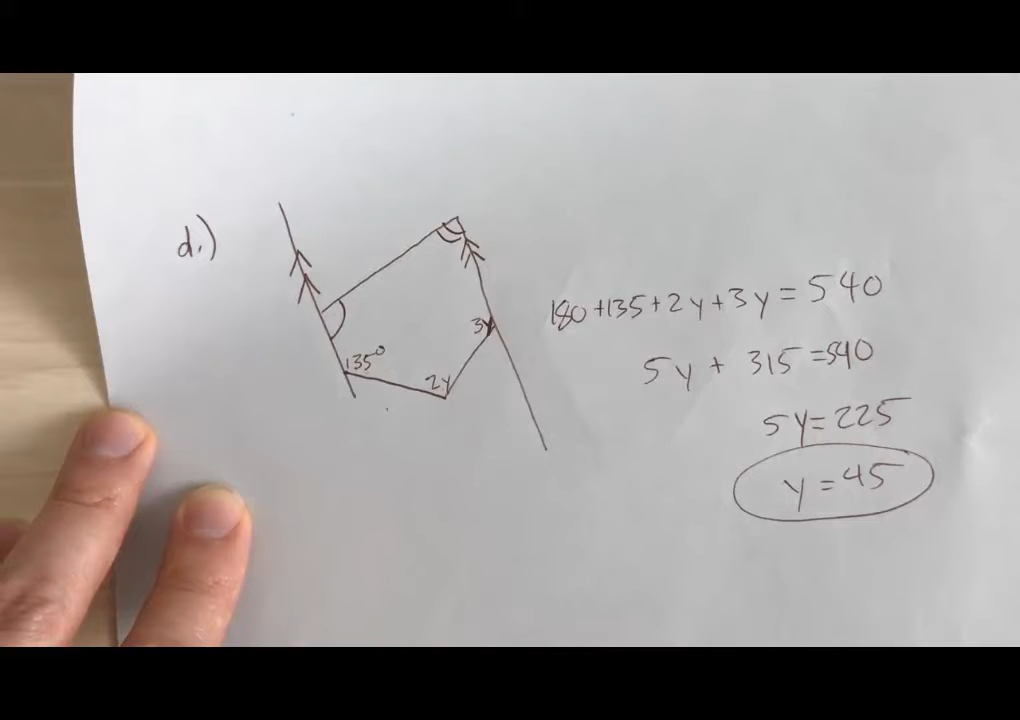 d.)
135°
2y
3y
180 + 135 + 2y + 3y = 540
5y + 315 = 540
5y = 225
y = 45